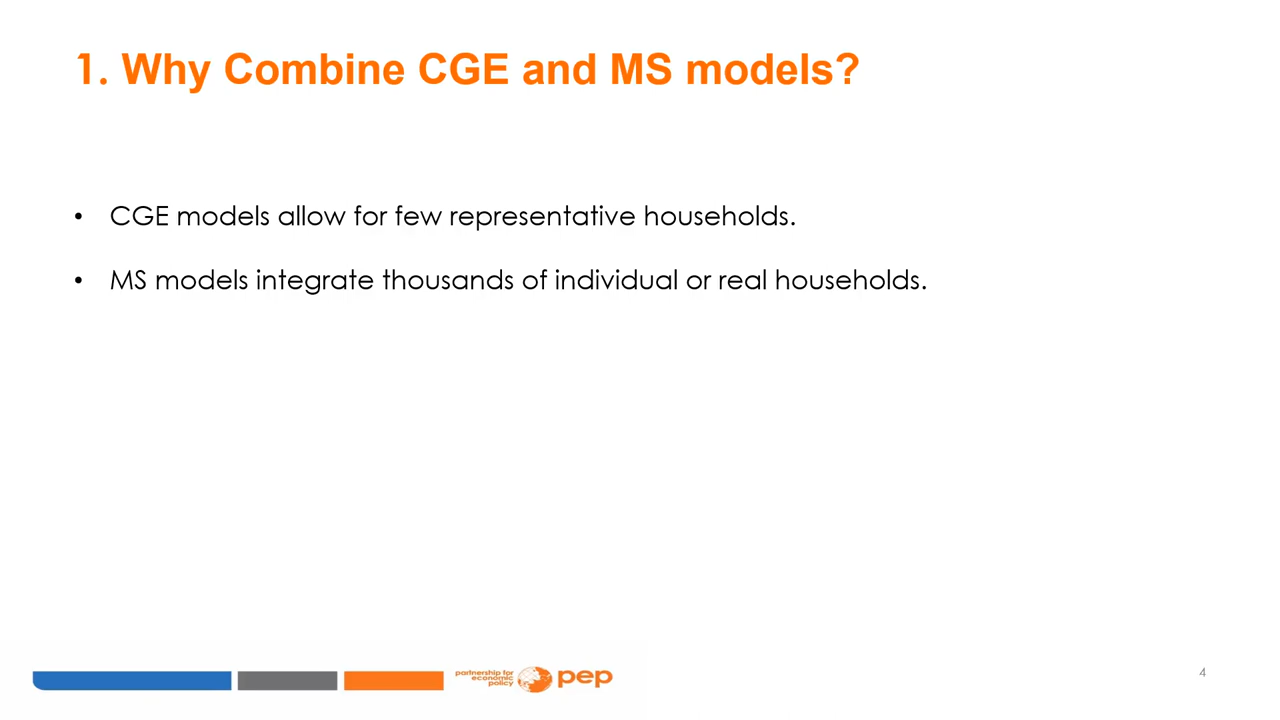 1. Why Combine CGE and MS models?
• CGE models allow for few representative households.
• MS models integrate thousands of individual or real households.
partnership for
economic
policy
pep
4